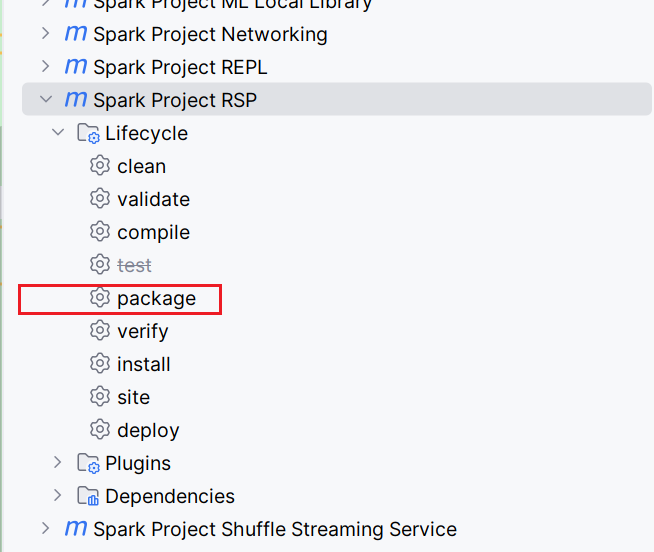 Spark Project ML Local Library
m Spark Project Networking
m Spark Project REPL
m Spark Project RSP
Lifecycle
clean
validate
compile
test
package
verify
install
site
deploy
Plugins
Dependencies
m Spark Project Shuffle Streaming Service